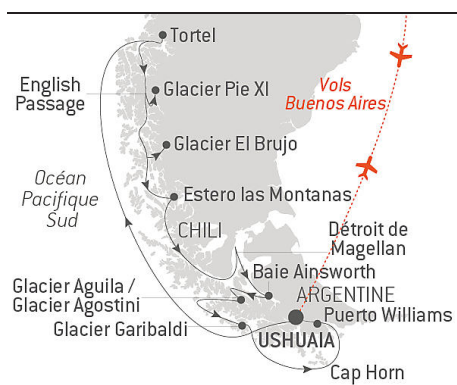 Tortel
English
Passage
Glacier Pie XI
Vols
Buenos Aires
Glacier El Brujo
Océan
Pacifique
Sud
Estero las Montanas
CHILI
Détroit de
Magellan
Baie Ainsworth
Glacier Aguila /
Glacier Agostini
ARGENTINE
Puerto Williams
Glacier Garibaldi
USHUAIA
Cap Horn